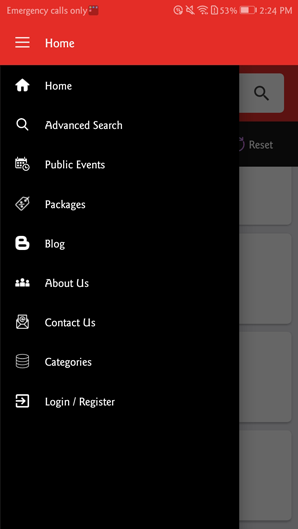 Emergency calls only 53% 2:24 PM
Home
Home
Advanced Search
Reset
Public Events
Packages
Blog
About Us
Contact Us
Categories
Login / Register